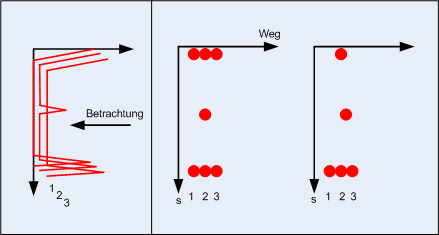 Weg
Betrachtung
1
2
3
s 1 2 3
s 1 2 3